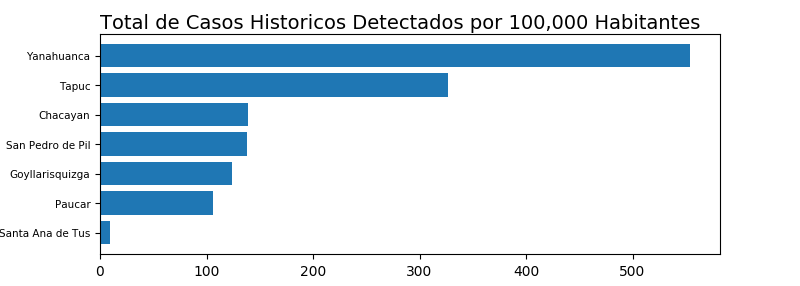 Total de Casos Historicos Detectados por 100,000 Habitantes
Yanahuanca
Tapuc
Chacayan
San Pedro de Pil
Goyllarisquizga
Paucar
Santa Ana de Tus
0 100 200 300 400 500